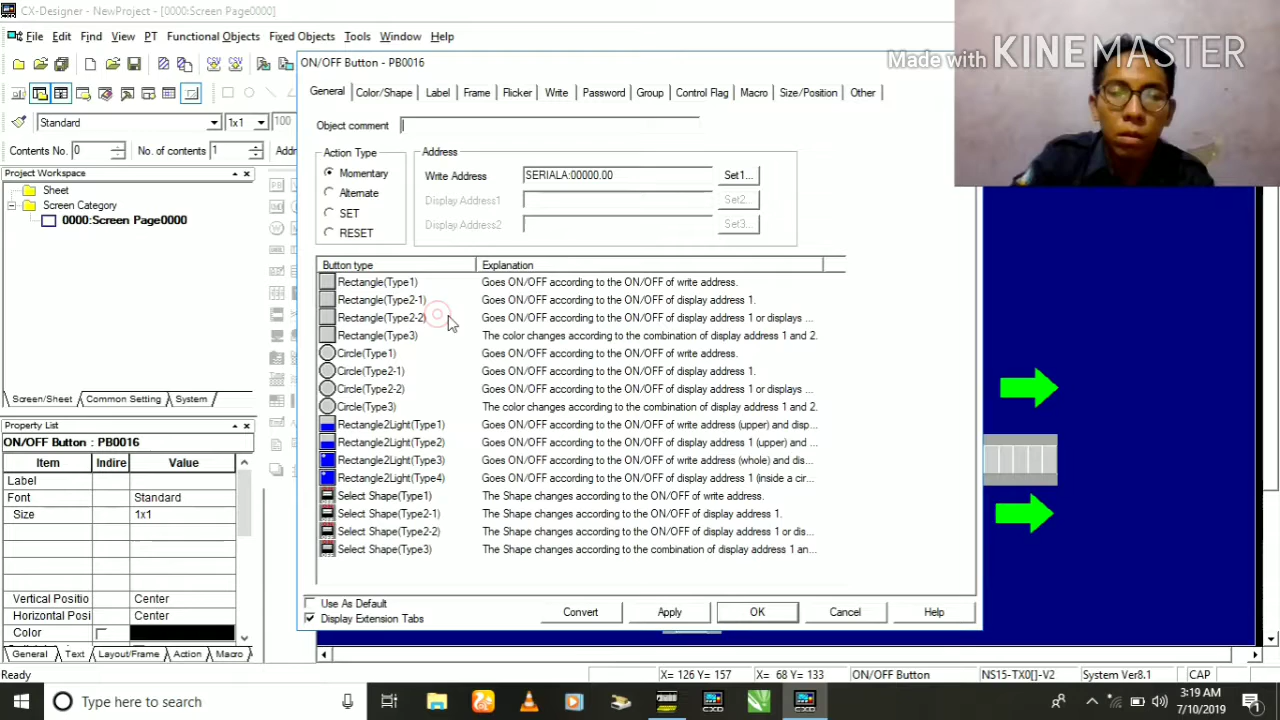 CX-Designer - NewProject - [0000:Screen Page0000]
File Edit Find View PT Functional Objects Fixed Objects Tools Window Help
Made with KINEMASTER
Standard 1x1 100
Contents No. 0 No. of contents 1 Addr
Project Workspace
Sheet
Screen Category
0000:Screen Page0000
Screen/Sheet Common Setting System
Property List
ON/OFF Button : PB0016
Item Indire Value
Label
Font Standard
Size 1x1
Vertical Positio Center
Horizontal Posi Center
Color
General Text Layout/Frame Action Macro
ON/OFF Button - PB0016
General Color/Shape Label Frame Flicker Write Password Group Control Flag Macro Size/Position Other
Object comment
Action Type
Momentary
Alternate
SET
RESET
Address
Write Address SERIALA:00000.00 Set1...
Display Address1 Set2...
Display Address2 Set3...
Button type Explanation
Rectangle(Type1) Goes ON/OFF according to the ON/OFF of write address.
Rectangle(Type2-1) Goes ON/OFF according to the ON/OFF of display address 1.
Rectangle(Type2-2) Goes ON/OFF according to the ON/OFF of display address 1 or displays ...
Rectangle(Type3) The color changes according to the combination of display address 1 and 2.
Circle(Type1) Goes ON/OFF according to the ON/OFF of write address.
Circle(Type2-1) Goes ON/OFF according to the ON/OFF of display address 1.
Circle(Type2-2) Goes ON/OFF according to the ON/OFF of display address 1 or displays ...
Circle(Type3) The color changes according to the combination of display address 1 and 2.
Rectangle2Light(Type1) Goes ON/OFF according to the ON/OFF of write address (upper) and disp...
Rectangle2Light(Type2) Goes ON/OFF according to the ON/OFF of display address 1 (upper) and ...
Rectangle2Light(Type3) Goes ON/OFF according to the ON/OFF of write address (whole) and dis...
Rectangle2Light(Type4) Goes ON/OFF according to the ON/OFF of display address 1 (inside a cir...
Select Shape(Type1) The Shape changes according to the ON/OFF of write address.
Select Shape(Type2-1) The Shape changes according to the ON/OFF of display address 1.
Select Shape(Type2-2) The Shape changes according to the ON/OFF of display address 1 or dis...
Select Shape(Type3) The Shape changes according to the combination of display address 1 an...
Use As Default
Display Extension Tabs
Convert Apply OK Cancel Help
Ready X= 126 Y= 157 X= 68 Y= 133 ON/OFF Button NS15-TX0[]-V2 System Ver8.1 CAP
Type here to search
3:19 AM
7/10/2019